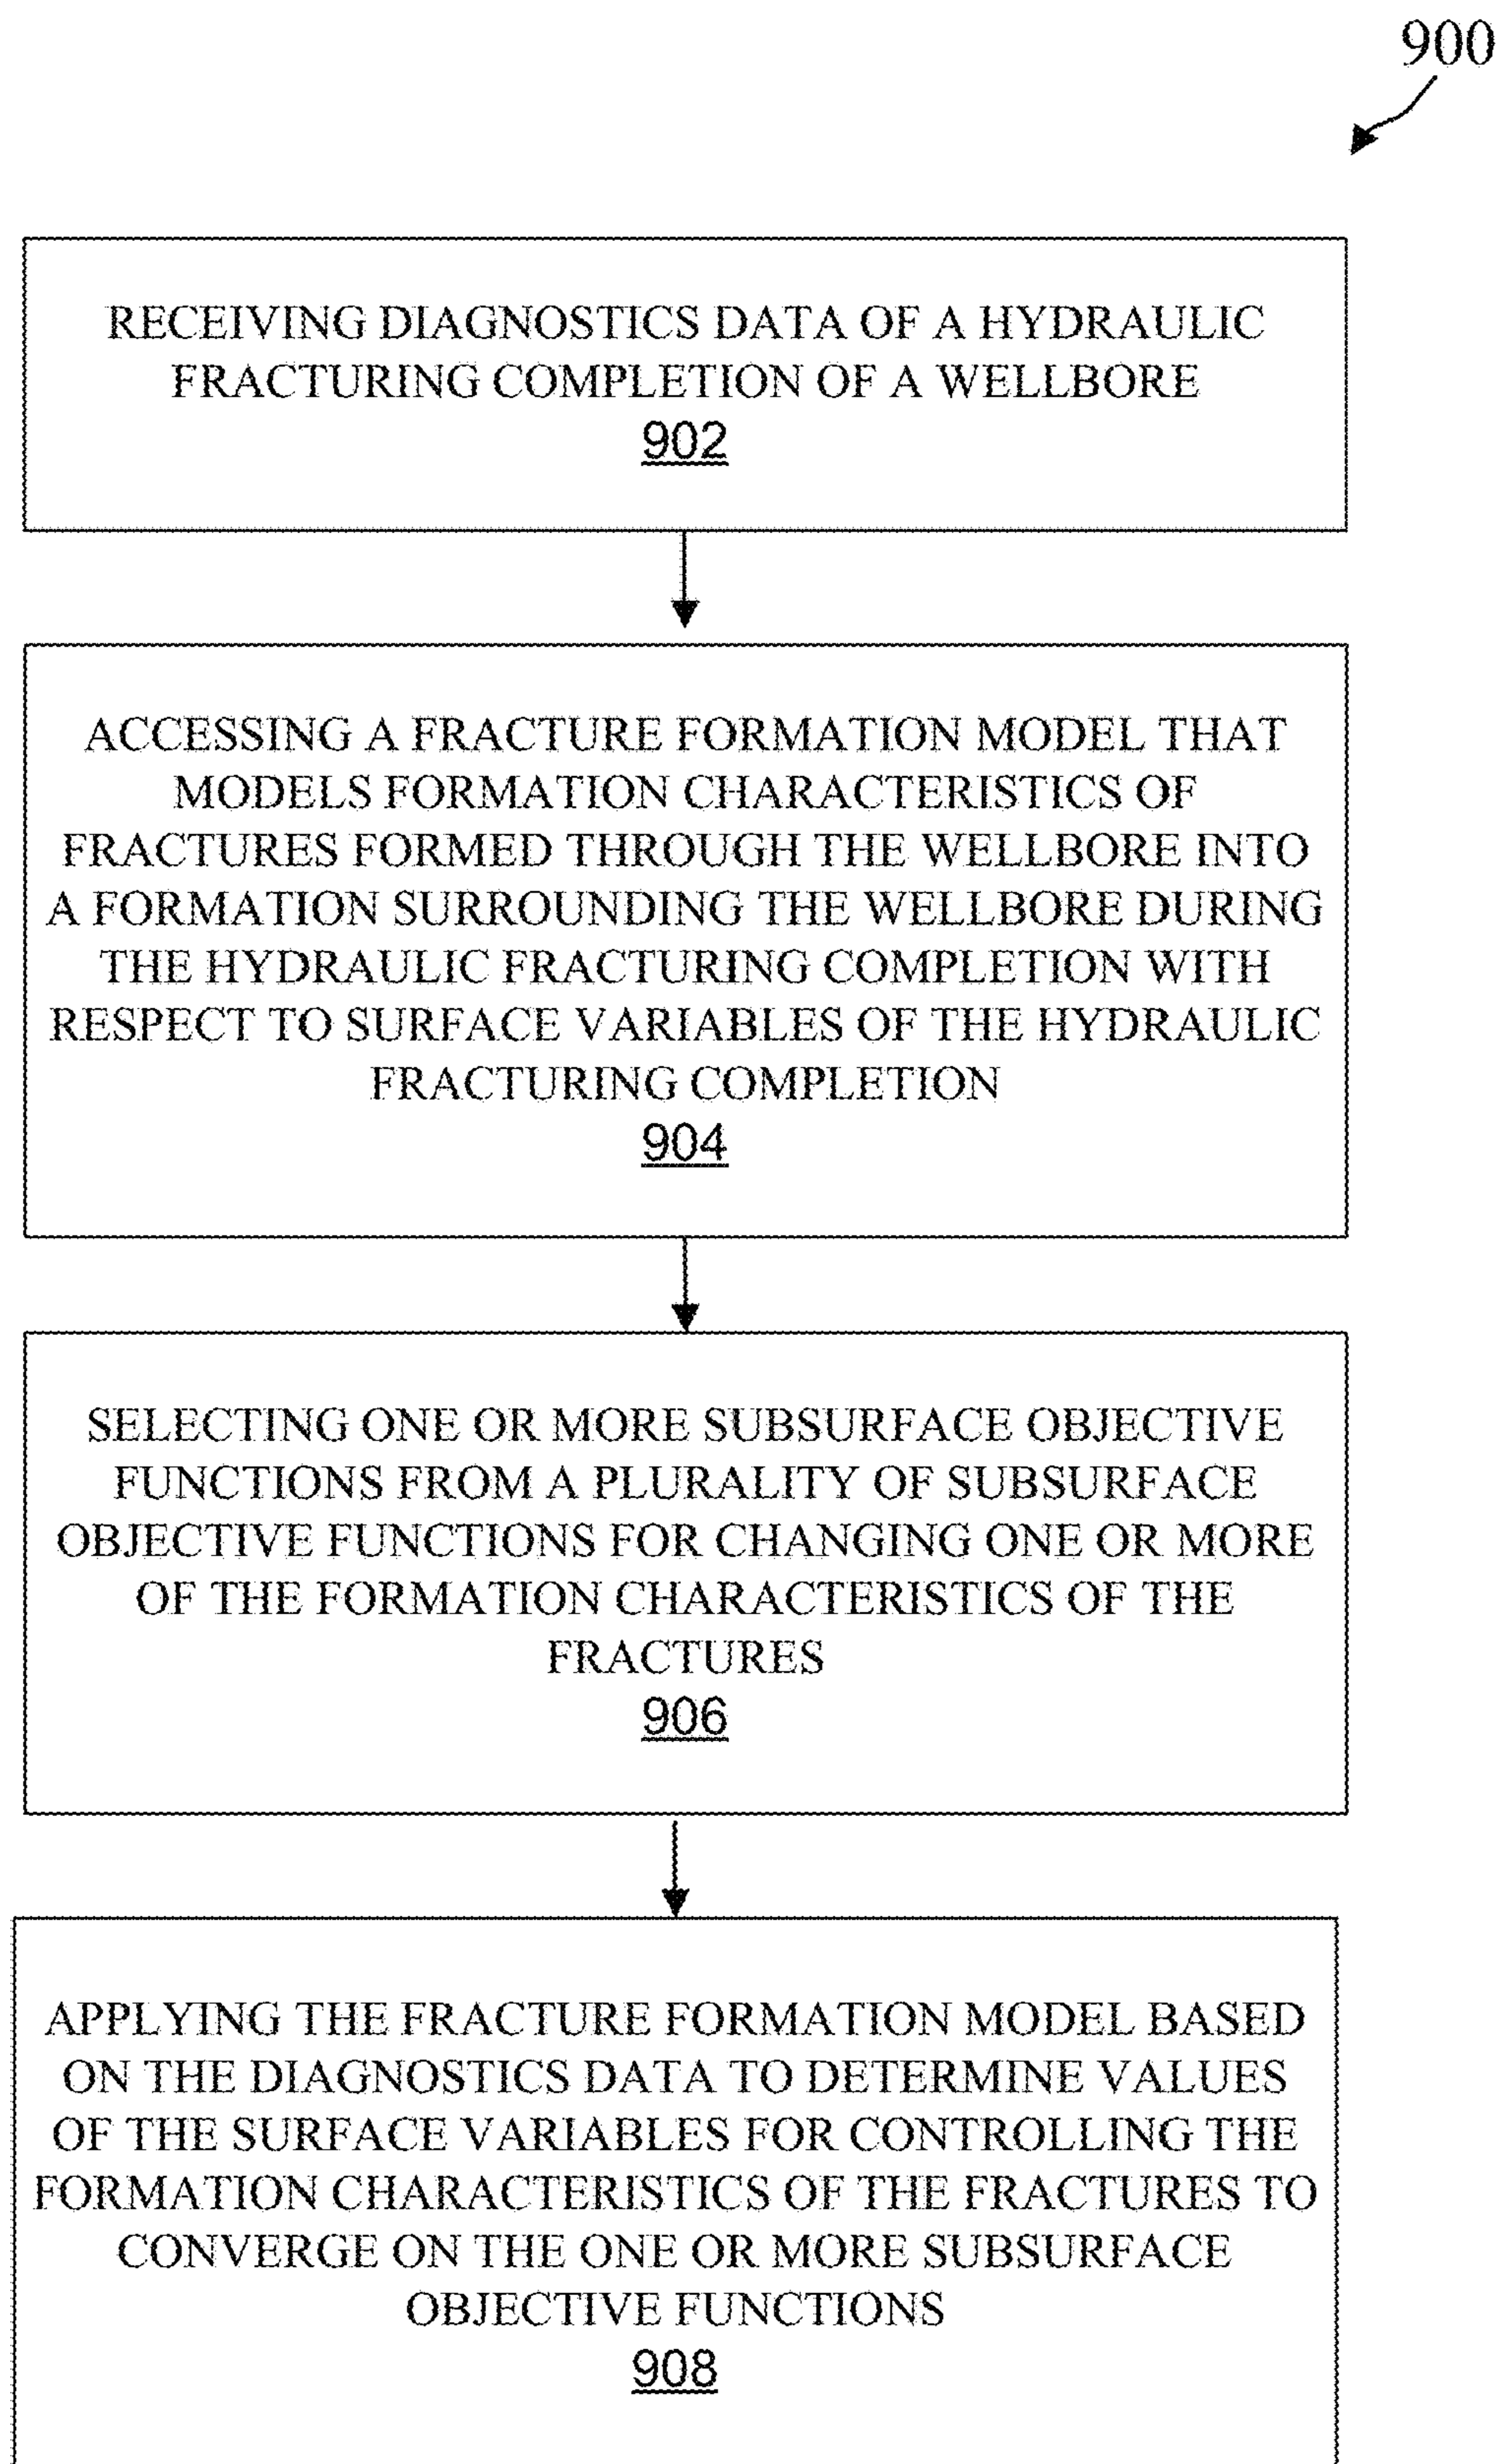 900
RECEIVING DIAGNOSTICS DATA OF A HYDRAULIC
FRACTURING COMPLETION OF A WELLBORE
902
ACCESSING A FRACTURE FORMATION MODEL THAT
MODELS FORMATION CHARACTERISTICS OF
FRACTURES FORMED THROUGH THE WELLBORE INTO
A FORMATION SURROUNDING THE WELLBORE DURING
THE HYDRAULIC FRACTURING COMPLETION WITH
RESPECT TO SURFACE VARIABLES OF THE HYDRAULIC
FRACTURING COMPLETION
904
SELECTING ONE OR MORE SUBSURFACE OBJECTIVE
FUNCTIONS FROM A PLURALITY OF SUBSURFACE
OBJECTIVE FUNCTIONS FOR CHANGING ONE OR MORE
OF THE FORMATION CHARACTERISTICS OF THE
FRACTURES
906
APPLYING THE FRACTURE FORMATION MODEL BASED
ON THE DIAGNOSTICS DATA TO DETERMINE VALUES
OF THE SURFACE VARIABLES FOR CONTROLLING THE
FORMATION CHARACTERISTICS OF THE FRACTURES TO
CONVERGE ON THE ONE OR MORE SUBSURFACE
OBJECTIVE FUNCTIONS
908